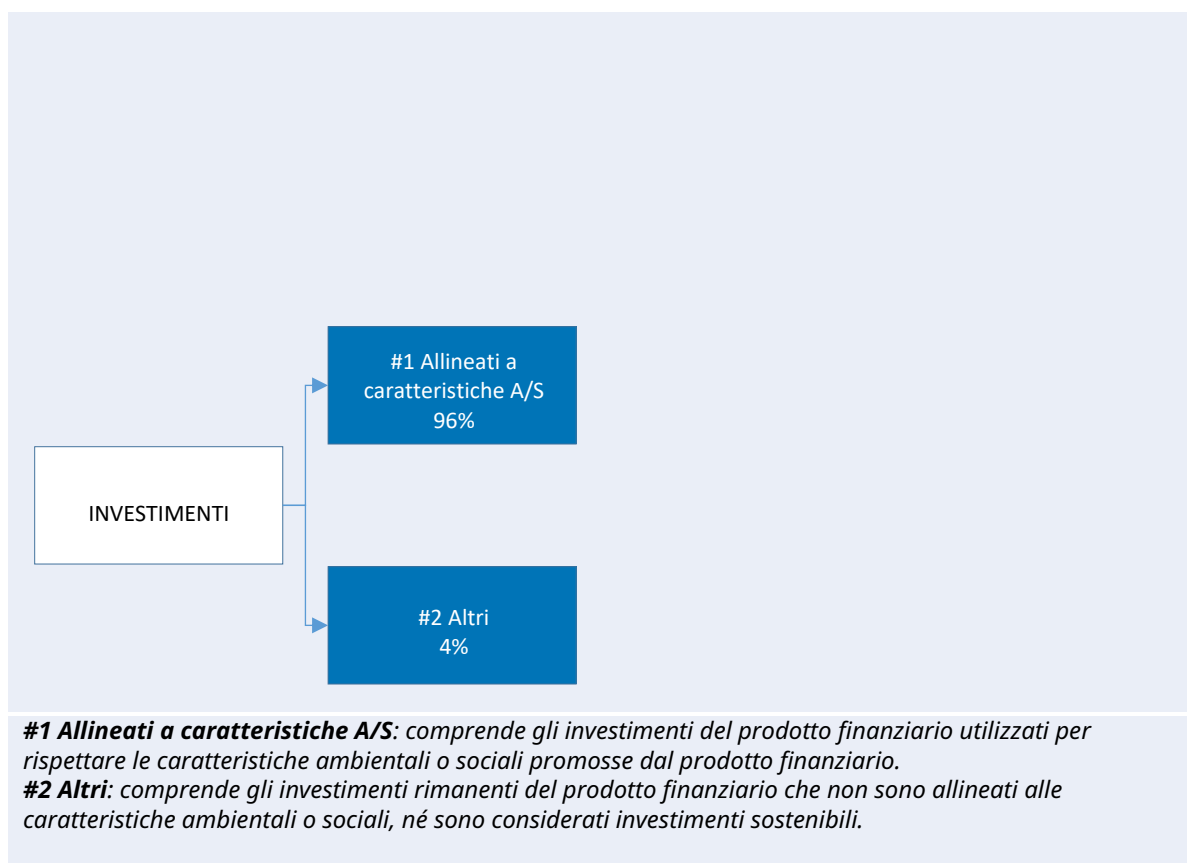 #1 Allineati a
caratteristiche A/S
96%
INVESTIMENTI
#2 Altri
4%
#1 Allineati a caratteristiche A/S: comprende gli investimenti del prodotto finanziario utilizzati per
rispettare le caratteristiche ambientali o sociali promosse dal prodotto finanziario.
#2 Altri: comprende gli investimenti rimanenti del prodotto finanziario che non sono allineati alle
caratteristiche ambientali o sociali, né sono considerati investimenti sostenibili.